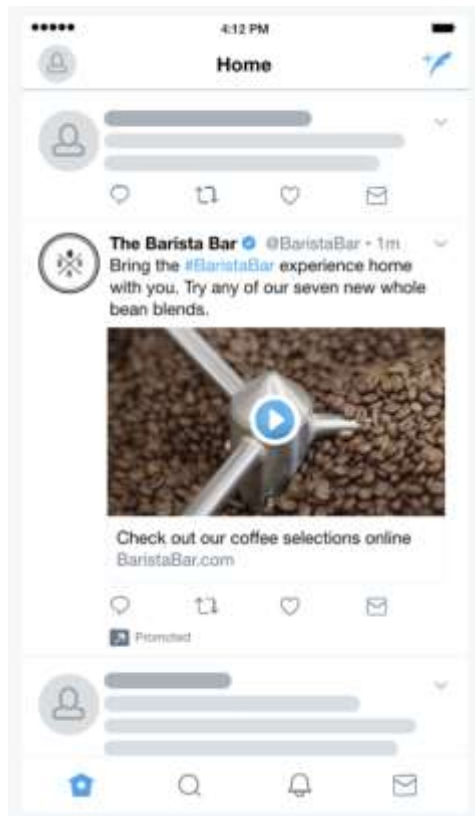 4:12 PM
Home
The Barista Bar @BaristaBar • 1m
Bring the #BaristaBar experience home
with you. Try any of our seven new whole
bean blends.
Check out our coffee selections online
BaristaBar.com
Promoted